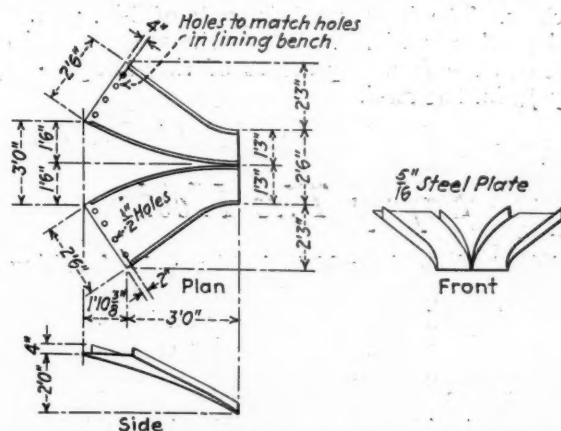 4"
Holes to match holes
in lining bench
2'6"
2'3"
3'0"
1'6"
1'6"
1'3"
1'3"
2'6"
2'3"
1/2" Holes
2'6"
2"
1'10 3/8"
3'0"
Plan
5/16" Steel Plate
Front
4"
2'0"
Side